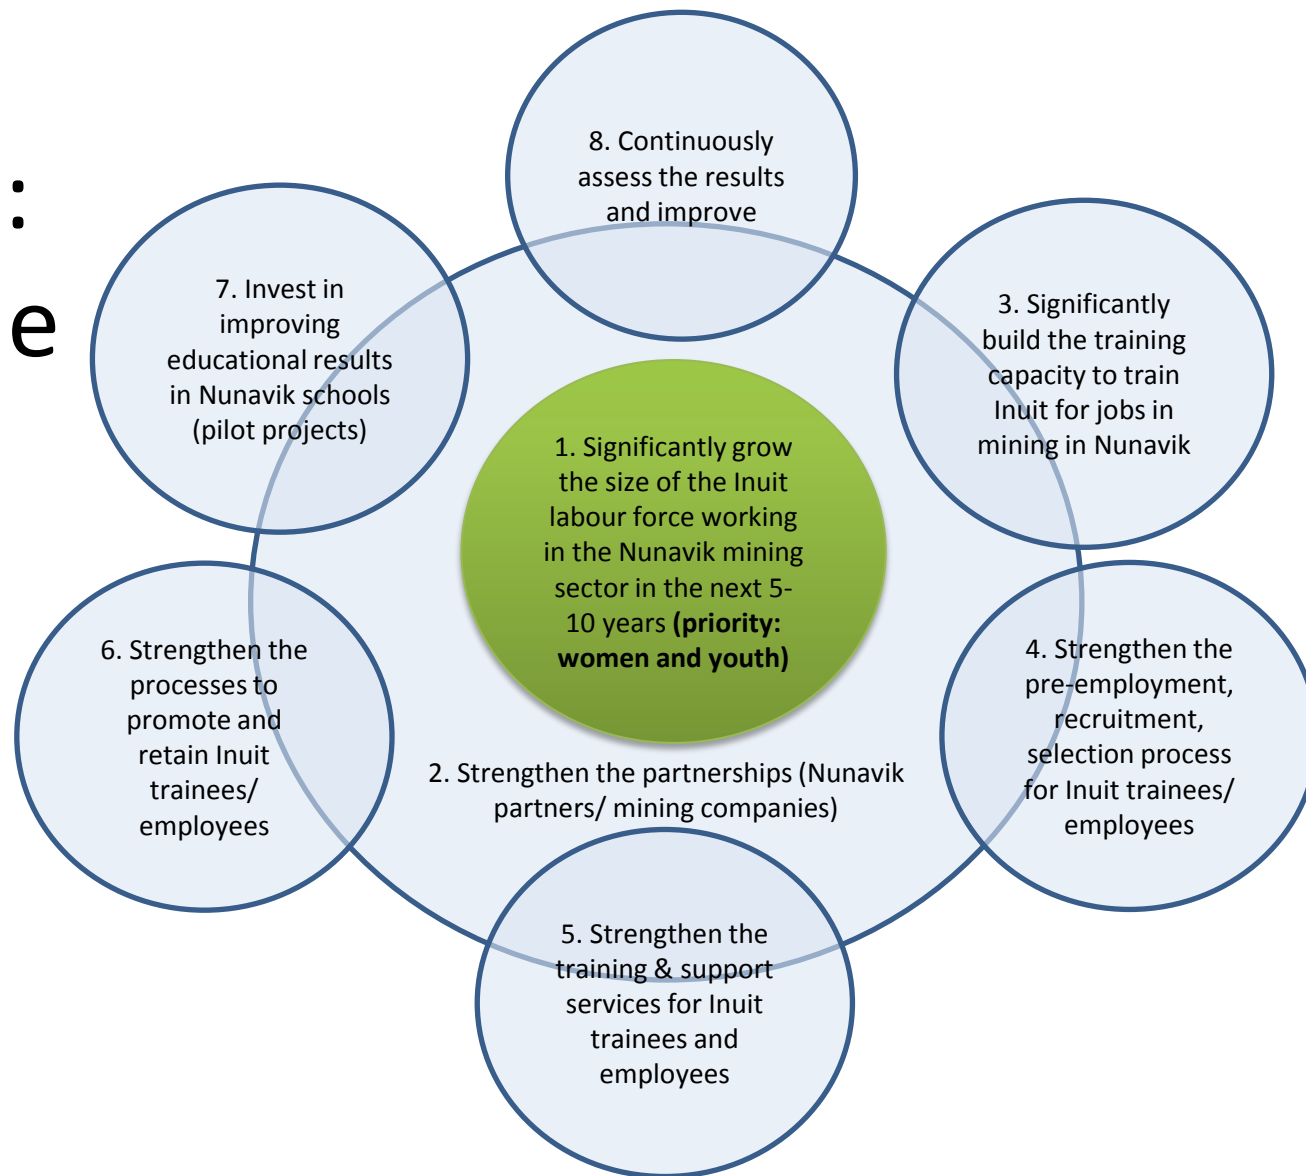 :
e
1. Significantly grow
the size of the Inuit
labour force working
in the Nunavik mining
sector in the next 5-
10 years (priority:
women and youth)
2. Strengthen the partnerships (Nunavik
partners/ mining companies)
3. Significantly
build the training
capacity to train
Inuit for jobs in
mining in Nunavik
4. Strengthen the
pre-employment,
recruitment,
selection process
for Inuit trainees/
employees
5. Strengthen the
training & support
services for Inuit
trainees and
employees
6. Strengthen the
processes to
promote and
retain Inuit
trainees/
employees
7. Invest in
improving
educational results
in Nunavik schools
(pilot projects)
8. Continuously
assess the results
and improve